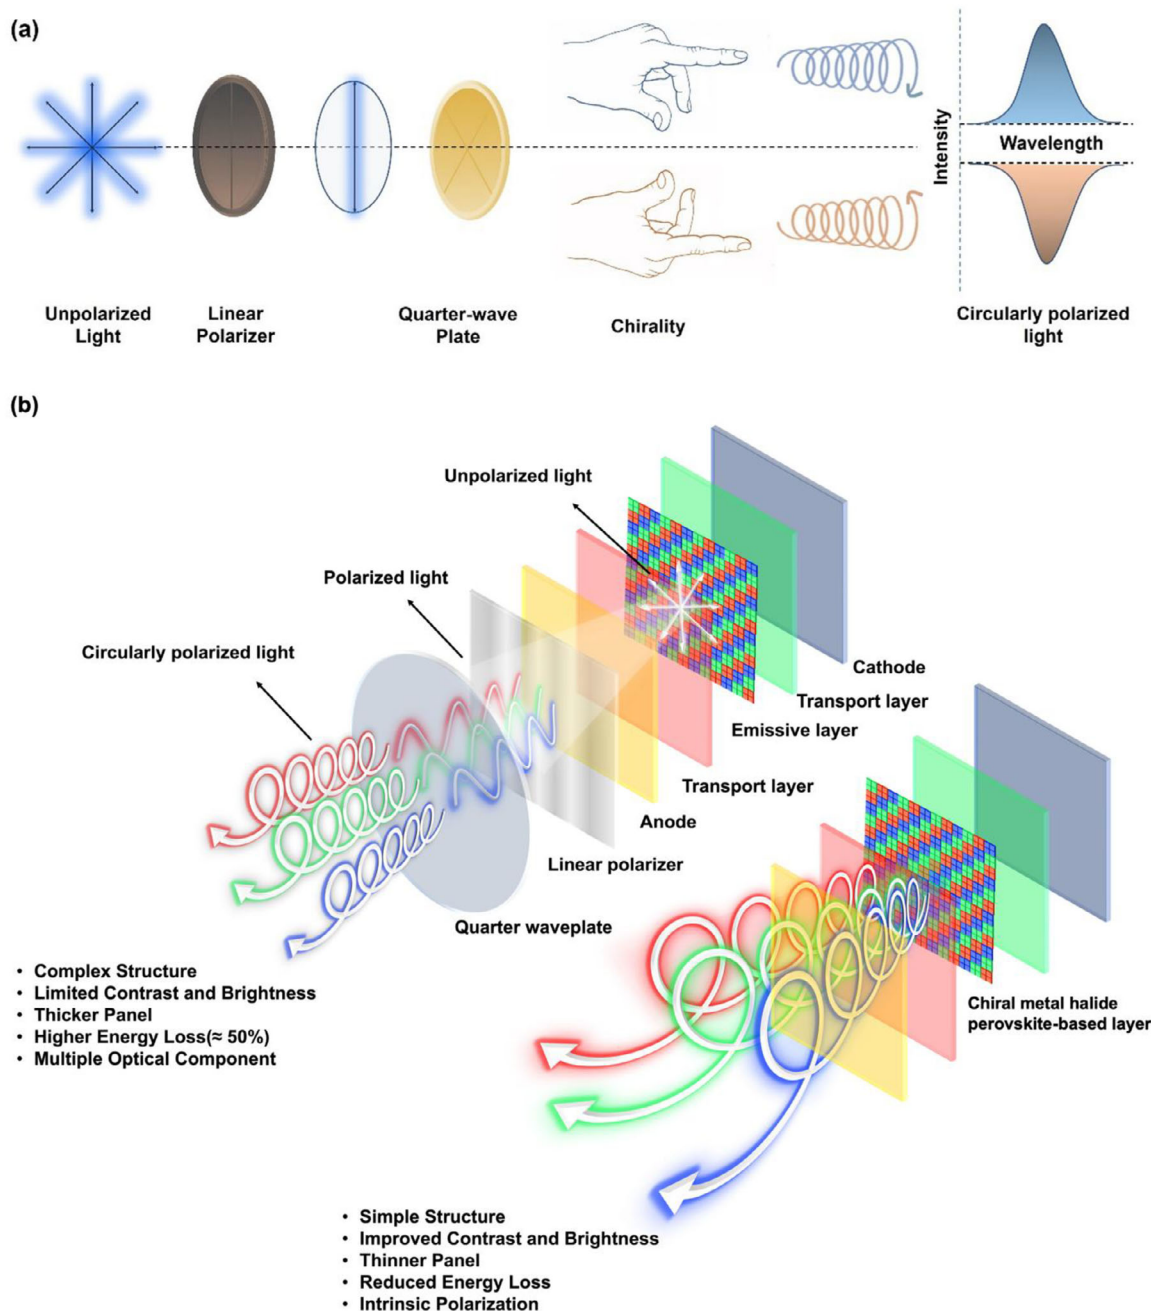 (a)
Intensity
Wavelength
Unpolarized
Light
Linear
Polarizer
Quarter-wave
Plate
Chirality
Circularly polarized
light
(b)
Unpolarized light
Polarized light
Circularly polarized light
Cathode
Transport layer
Emissive layer
Transport layer
Anode
Linear polarizer
Quarter waveplate
• Complex Structure
• Limited Contrast and Brightness
• Thicker Panel
• Higher Energy Loss(≈ 50%)
• Multiple Optical Component
Chiral metal halide
perovskite-based layer
• Simple Structure
• Improved Contrast and Brightness
• Thinner Panel
• Reduced Energy Loss
• Intrinsic Polarization